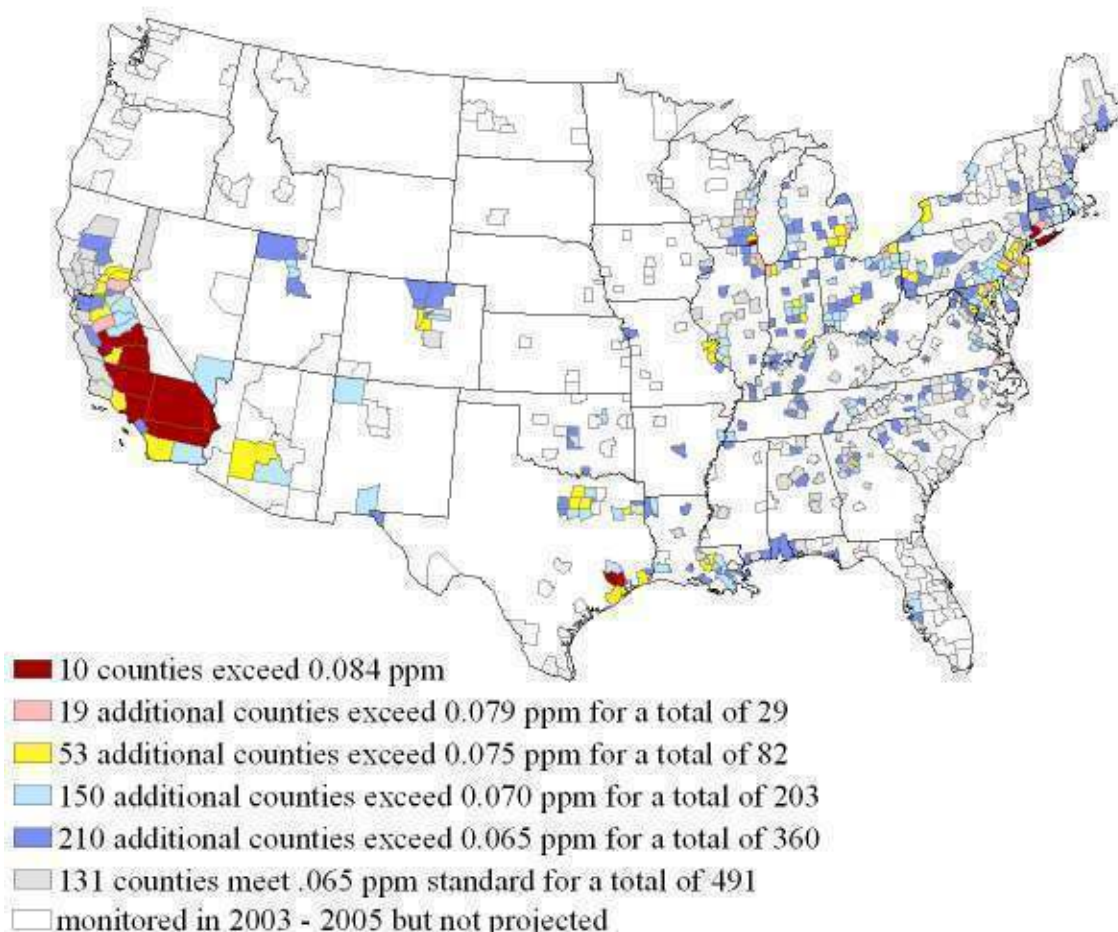 10 counties exceed 0.084 ppm
19 additional counties exceed 0.079 ppm for a total of 29
53 additional counties exceed 0.075 ppm for a total of 82
150 additional counties exceed 0.070 ppm for a total of 203
210 additional counties exceed 0.065 ppm for a total of 360
131 counties meet .065 ppm standard for a total of 491
monitored in 2003 - 2005 but not projected